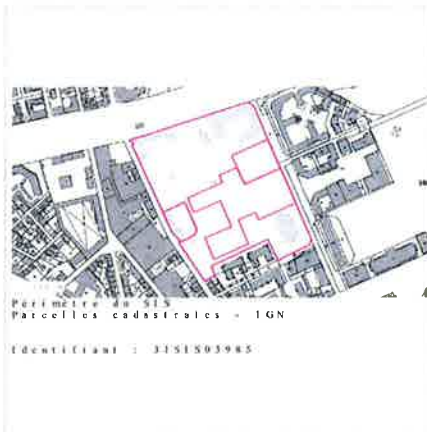 Périmètre du SIS
Parcelles cadastrales - IGN
Identifiant : 31SIS03985